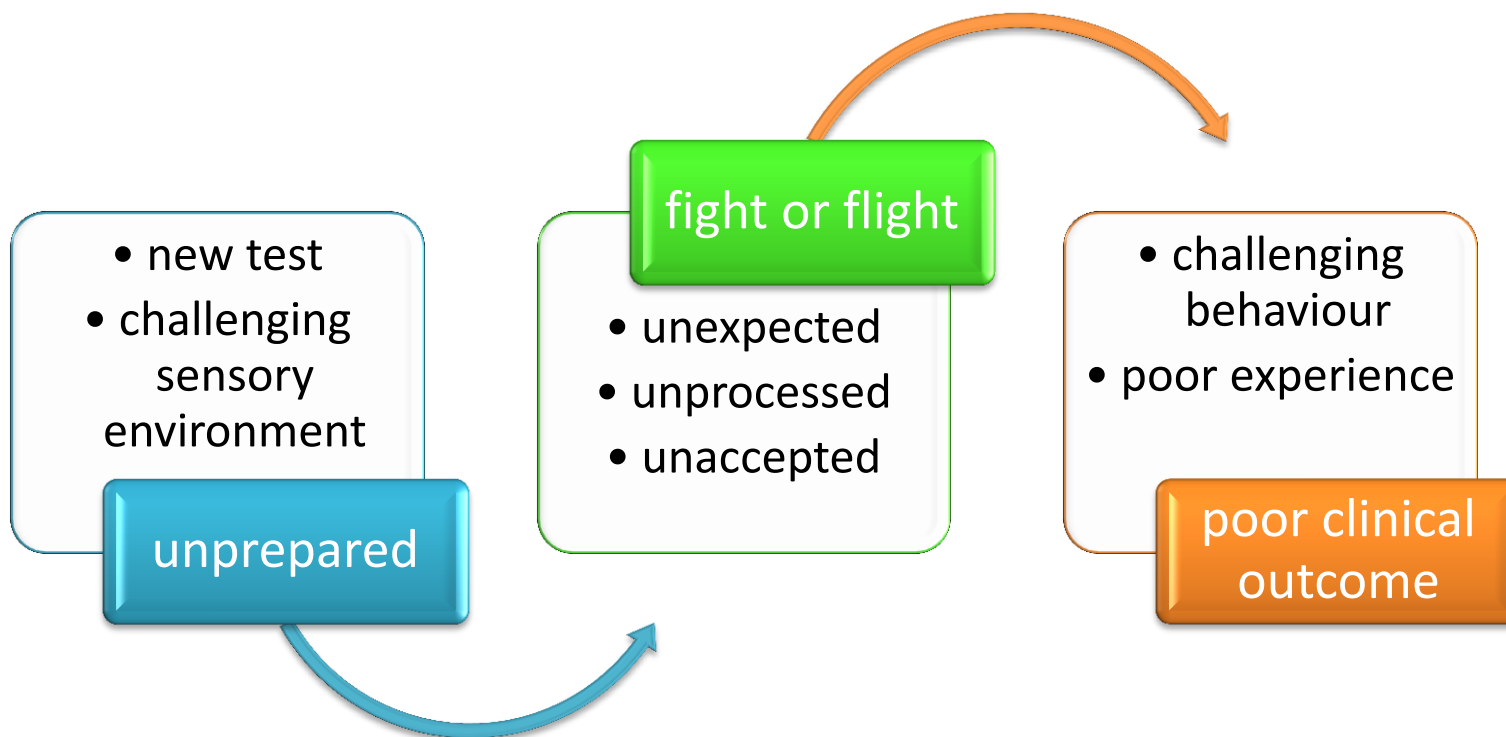 • new test
• challenging
sensory
environment
unprepared
fight or flight
• unexpected
• unprocessed
• unaccepted
• challenging
behaviour
• poor experience
poor clinical
outcome